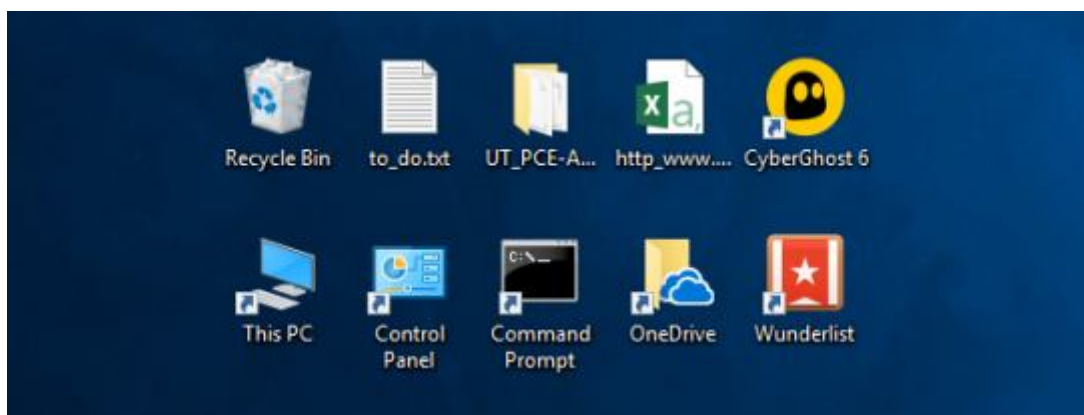 Recycle Bin
to_do.txt
UT_PCE-A...
http_www....
CyberGhost 6
This PC
Control
Panel
C:\_
Command
Prompt
OneDrive
Wunderlist